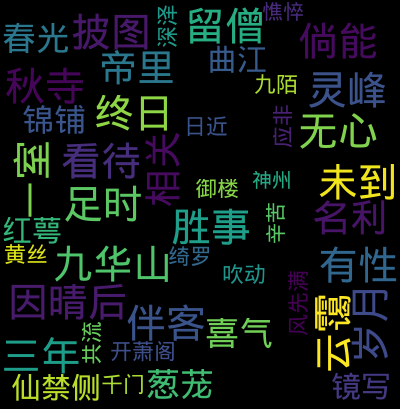 春光
披图
深泽
留僧
憔悴
倘能
帝里
曲江
九陌
灵峰
秋寺
锦铺
终日
日近
应非
无心
一室
看待
相关
御楼
神州
未到
足时
名利
红萼
胜事
辛苦
黄丝
九华山
绮罗
吹动
有性
因晴后
伴客
风先满
云霭
岁月
三年
共流
开萧阁
喜气
仙禁侧
千门
葱茏
镜写